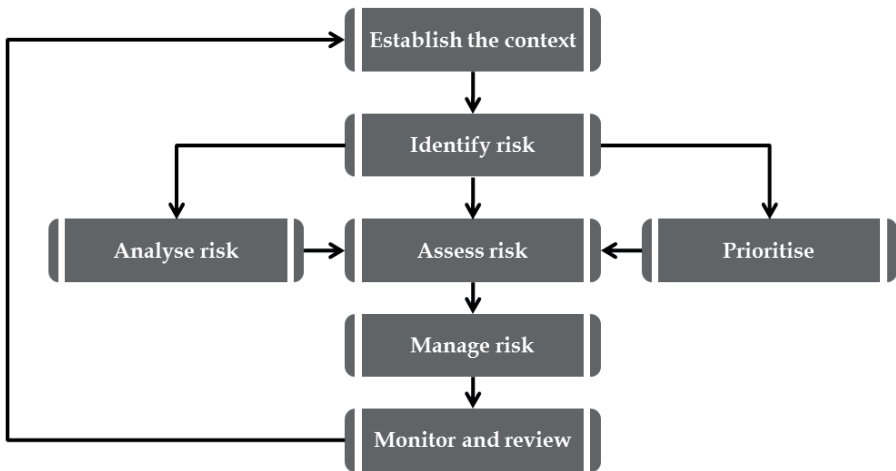 Establish the context
Identify risk
Analyse risk
Assess risk
Prioritise
Manage risk
Monitor and review